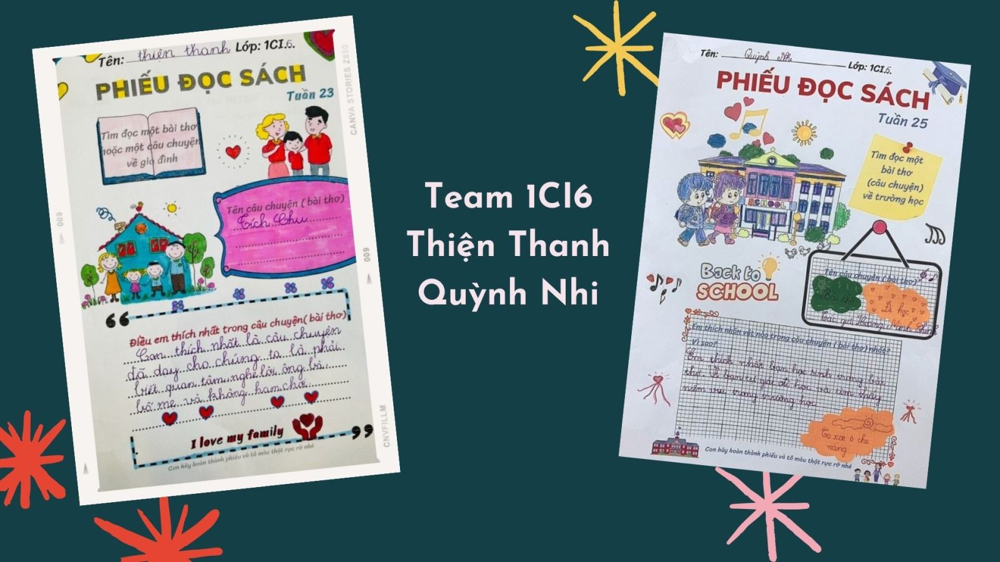 Tên: thiện thanh Lớp: 1CI.6.
PHIẾU ĐỌC SÁCH
Tuần 23
Tìm đọc một bài thơ
hoặc một câu chuyện
về gia đình
Tên câu chuyện ( bài thơ)
Tích Chu
Điều em thích nhất trong câu chuyện( bài thơ)
Con thích nhất là câu chuyện
đã dạy cho chúng ta là phải
biết quan tâm, nghe lời ông bà,
bố mẹ và không ham chơi.
I love my family
Con hãy hoàn thành phiếu và tô màu thật rực rỡ nhé
CANVA STORIES Z850
600
600
CNVFILLM
Team 1CI6
Thiện Thanh
Quỳnh Nhi
Tên: Quỳnh Nhi Lớp: 1CI.6.
PHIẾU ĐỌC SÁCH
Tuần 25
Tìm đọc một
bài thơ
(câu chuyện)
về trường học
SCHOOL
Back to
SCHOOL
Tên câu chuyện ( bài thơ)
Bài thơ
Đi học
Tác giả Hoàng Minh Chính
Em thích nhân vật nào trong câu chuyện ( bài thơ) nhất?
Vì sao?
Em thích nhất bạn học sinh trong bài
thơ. Vì bạn tự giác đi học và tìm thấy
niềm vui trong trường học
Cọ xoè ô che
nắng
Con hãy hoàn thành phiếu và tô màu thật rực rỡ nhé